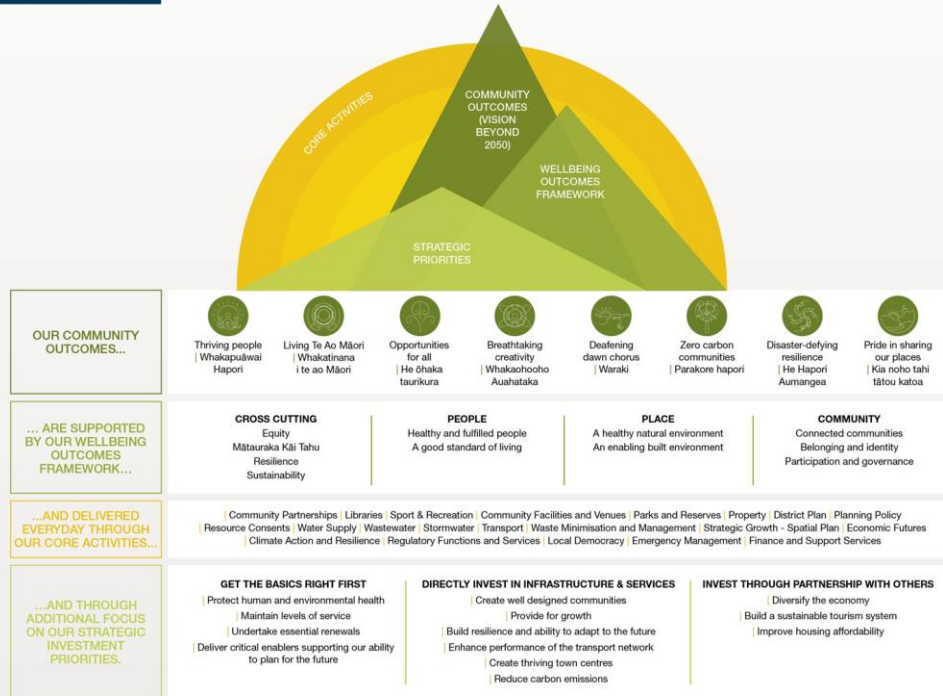 CORE ACTIVITIES
COMMUNITY
OUTCOMES
(VISION
BEYOND
2050)
WELLBEING
OUTCOMES
FRAMEWORK
STRATEGIC
PRIORITIES
OUR COMMUNITY
OUTCOMES...
Thriving people
| Whakapuāwai
Hapori
Living Te Ao Māori
| Whakatinana
i te ao Māori
Opportunities
for all
| He ōhaka
taurikura
Breathtaking
creativity
| Whakaohooho
Auahataka
Deafening
dawn chorus
| Waraki
Zero carbon
communities
| Parakore hapori
Disaster-defying
resilience
| He Hapori
Aumangea
Pride in sharing
our places
| Kia noho tahi
tātou katoa
... ARE SUPPORTED
BY OUR WELLBEING
OUTCOMES
FRAMEWORK...
CROSS CUTTING
Equity
Mātauraka Kāi Tahu
Resilience
Sustainability
PEOPLE
Healthy and fulfilled people
A good standard of living
PLACE
A healthy natural environment
An enabling built environment
COMMUNITY
Connected communities
Belonging and identity
Participation and governance
...AND DELIVERED
EVERYDAY THROUGH
OUR CORE ACTIVITIES...
| Community Partnerships | Libraries | Sport & Recreation | Community Facilities and Venues | Parks and Reserves | Property | District Plan | Planning Policy
| Resource Consents | Water Supply | Wastewater | Stormwater | Transport | Waste Minimisation and Management | Strategic Growth - Spatial Plan | Economic Futures
| Climate Action and Resilience | Regulatory Functions and Services | Local Democracy | Emergency Management | Finance and Support Services
...AND THROUGH
ADDITIONAL FOCUS
ON OUR STRATEGIC
INVESTMENT
PRIORITIES.
GET THE BASICS RIGHT FIRST
| Protect human and environmental health
| Maintain levels of service
| Undertake essential renewals
| Deliver critical enablers supporting our ability
to plan for the future
DIRECTLY INVEST IN INFRASTRUCTURE & SERVICES
| Create well designed communities
| Provide for growth
| Build resilience and ability to adapt to the future
| Enhance performance of the transport network
| Create thriving town centres
| Reduce carbon emissions
INVEST THROUGH PARTNERSHIP WITH OTHERS
| Diversify the economy
| Build a sustainable tourism system
| Improve housing affordability